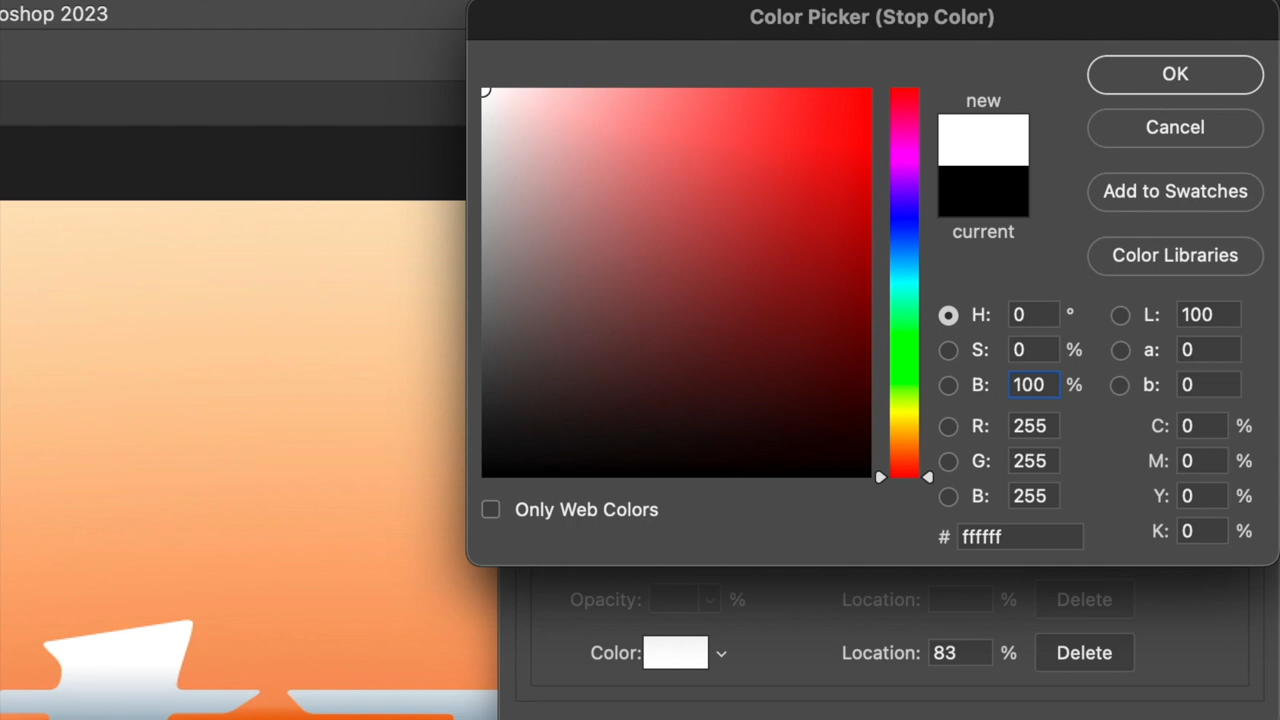 oshop 2023
Color Picker (Stop Color)
OK
new
Cancel
Add to Swatches
current
Color Libraries
H: 0 ° L: 100
S: 0 % a: 0
B: 100 % b: 0
R: 255 C: 0 %
G: 255 M: 0 %
B: 255 Y: 0 %
Only Web Colors
# ffffff K: 0 %
Opacity: % Location: % Delete
Color: Location: 83 % Delete